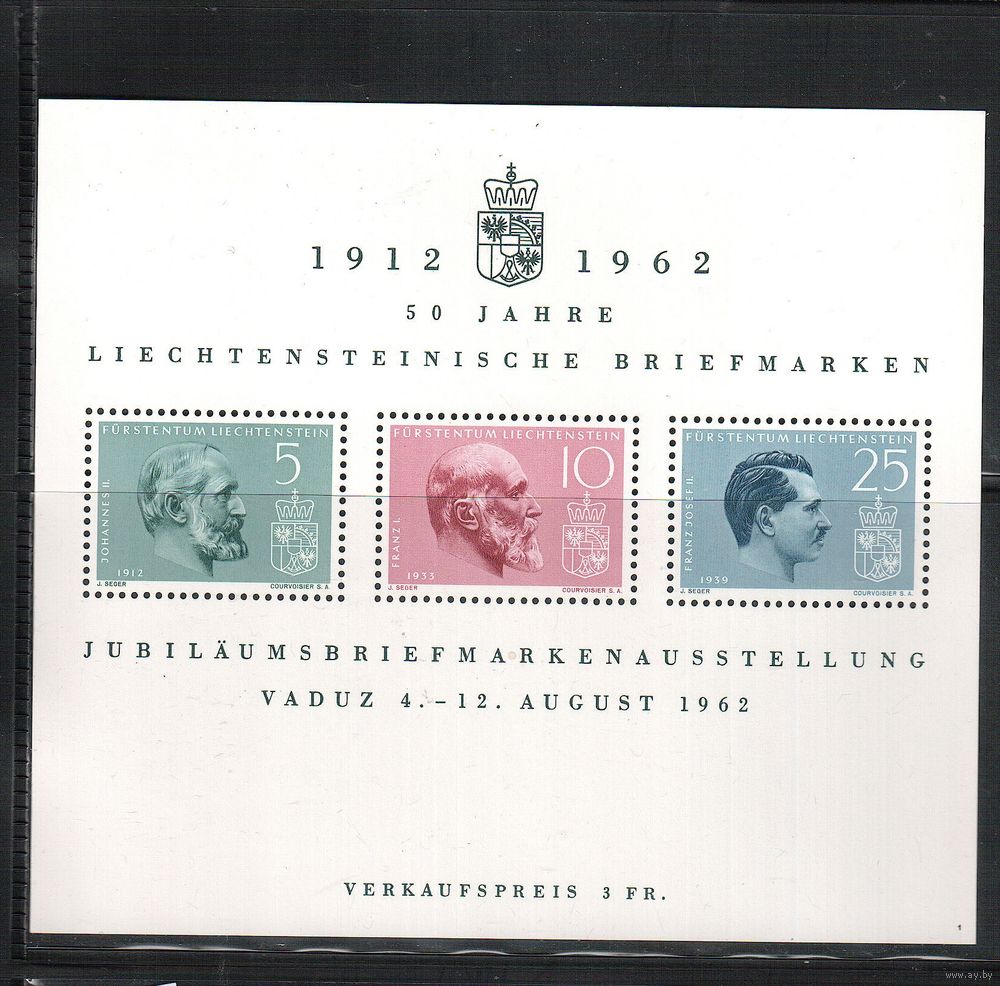 1912 1962
50 JAHRE
LIECHTENSTEINISCHE BRIEFMARKEN
FÜRSTENTUM LIECHTENSTEIN
5
JOHANNES II.
1912
J. SEGER COURVOISIER S.A.
FÜRSTENTUM LIECHTENSTEIN
10
FRANZ I.
1933
J. SEGER COURVOISIER S.A.
FÜRSTENTUM LIECHTENSTEIN
25
FRANZ JOSEF II.
1939
J. SEGER COURVOISIER S.A.
JUBILÄUMSBRIEFMARKENAUSSTELLUNG
VADUZ 4.–12. AUGUST 1962
VERKAUFSPREIS 3 FR.
1
www.ay.by